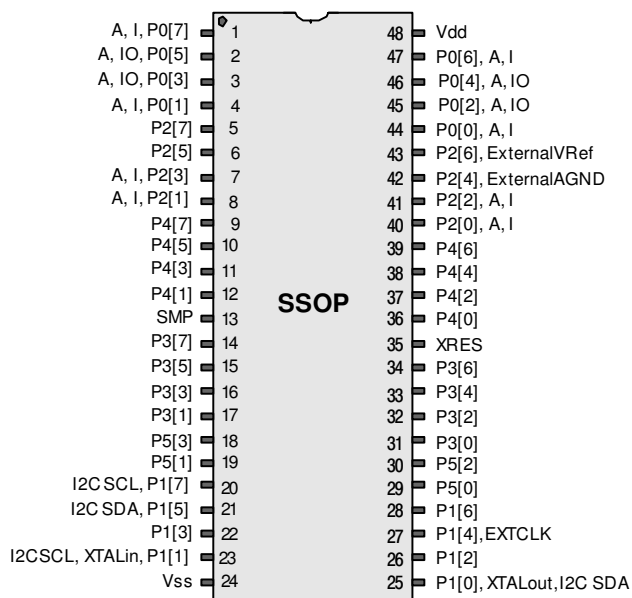 A, I, P0[7] 1 48 Vdd
A, IO, P0[5] 2 47 P0[6], A, I
A, IO, P0[3] 3 46 P0[4], A, IO
A, I, P0[1] 4 45 P0[2], A, IO
P2[7] 5 44 P0[0], A, I
P2[5] 6 43 P2[6], ExternalVRef
A, I, P2[3] 7 42 P2[4], ExternalAGND
A, I, P2[1] 8 41 P2[2], A, I
P4[7] 9 40 P2[0], A, I
P4[5] 10 39 P4[6]
P4[3] 11 38 P4[4]
P4[1] 12 SSOP 37 P4[2]
SMP 13 36 P4[0]
P3[7] 14 35 XRES
P3[5] 15 34 P3[6]
P3[3] 16 33 P3[4]
P3[1] 17 32 P3[2]
P5[3] 18 31 P3[0]
P5[1] 19 30 P5[2]
I2C SCL, P1[7] 20 29 P5[0]
I2C SDA, P1[5] 21 28 P1[6]
P1[3] 22 27 P1[4], EXTCLK
I2CSCL, XTALin, P1[1] 23 26 P1[2]
Vss 24 25 P1[0], XTALout, I2C SDA